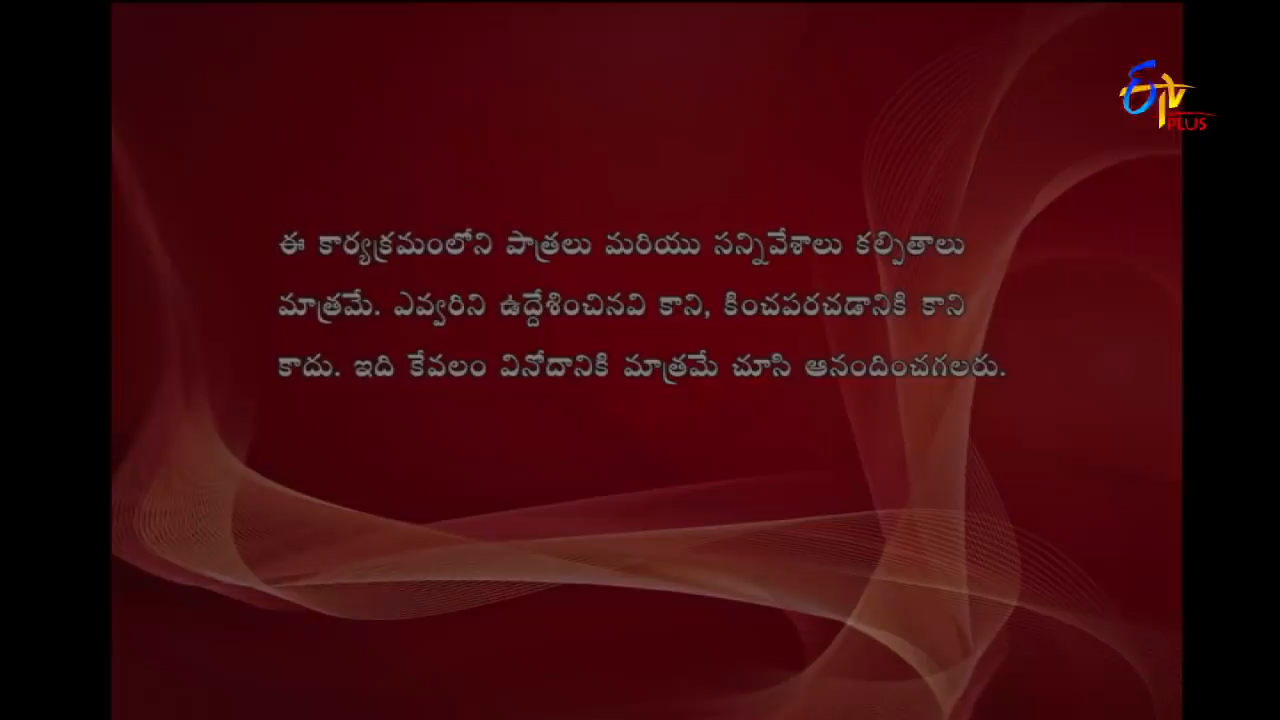 ETV
PLUS
ఈ కార్యక్రమంలోని పాత్రలు మరియు సన్నివేశాలు కల్పితాలు
మాత్రమే. ఎవ్వరిని ఉద్దేశించినవి కాని, కించపరచడానికి కాని
కాదు. ఇది కేవలం వినోదానికి మాత్రమే చూసి ఆనందించగలరు.